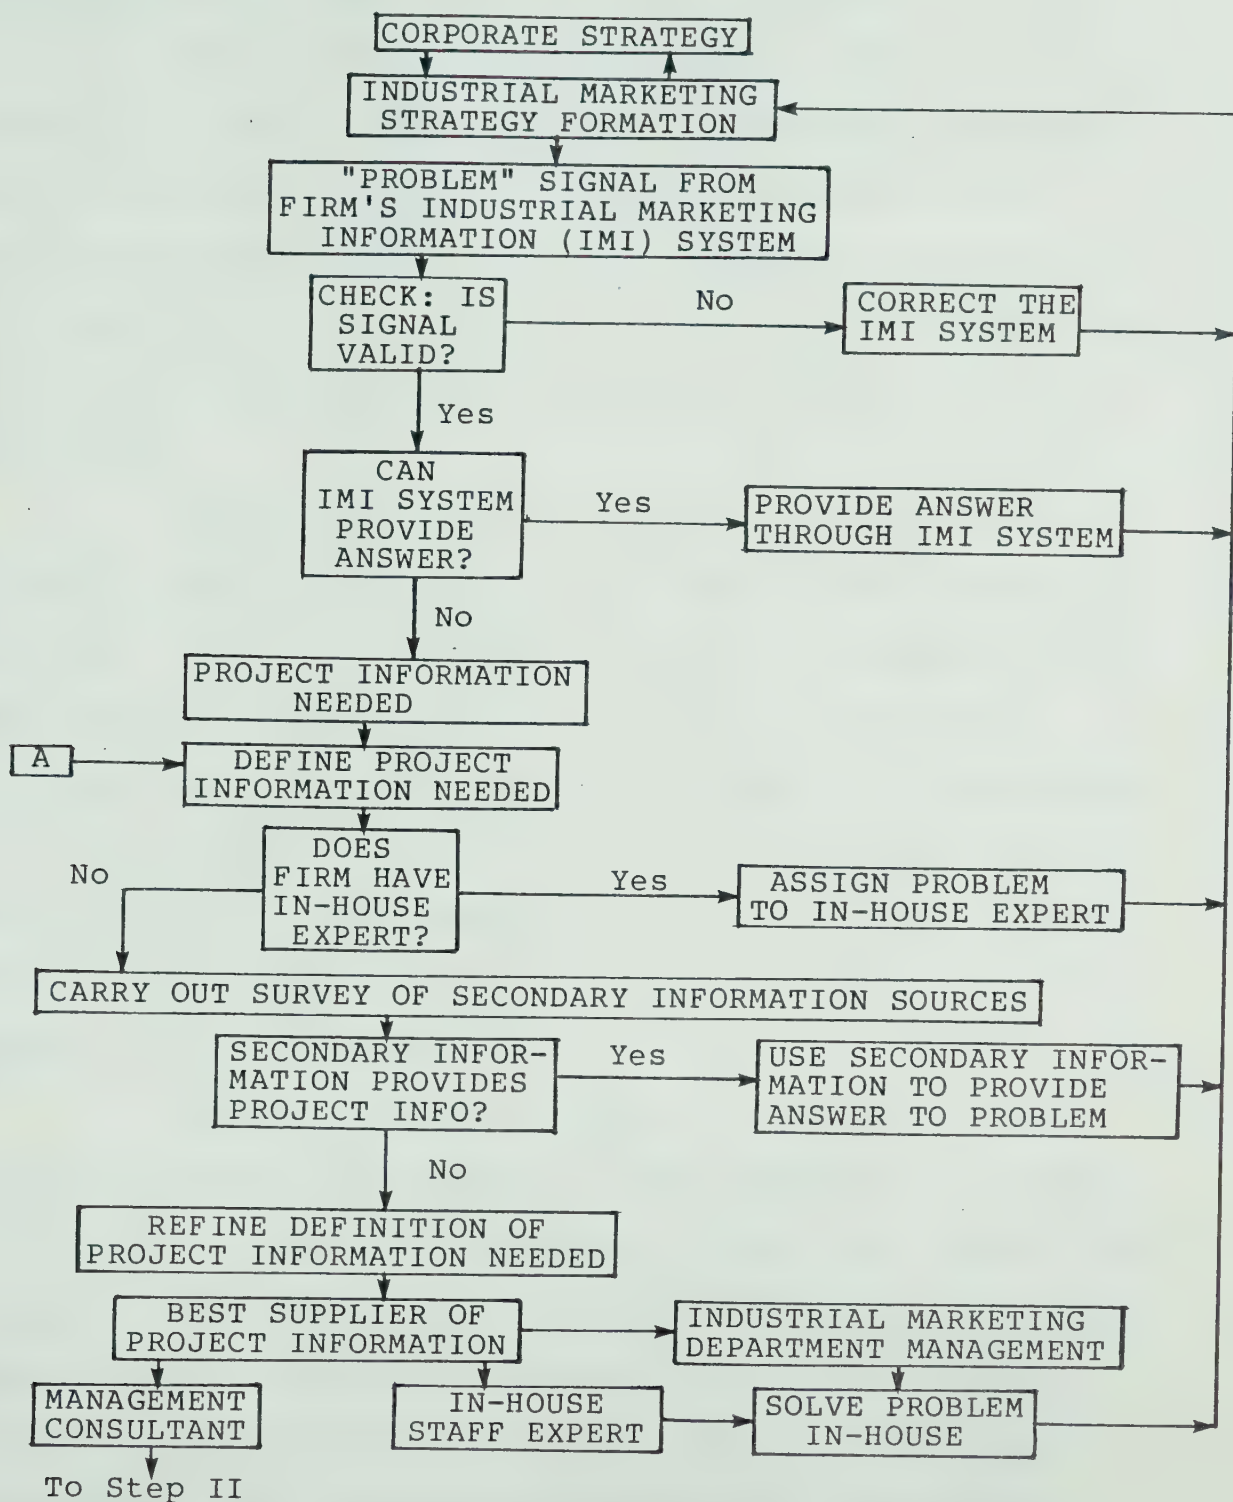 CORPORATE STRATEGY
INDUSTRIAL MARKETING
STRATEGY FORMATION
"PROBLEM" SIGNAL FROM
FIRM'S INDUSTRIAL MARKETING
INFORMATION (IMI) SYSTEM
CHECK: IS
SIGNAL
VALID?
No
CORRECT THE
IMI SYSTEM
Yes
CAN
IMI SYSTEM
PROVIDE
ANSWER?
Yes
PROVIDE ANSWER
THROUGH IMI SYSTEM
No
PROJECT INFORMATION
NEEDED
A
DEFINE PROJECT
INFORMATION NEEDED
No
DOES
FIRM HAVE
IN-HOUSE
EXPERT?
Yes
ASSIGN PROBLEM
TO IN-HOUSE EXPERT
CARRY OUT SURVEY OF SECONDARY INFORMATION SOURCES
SECONDARY INFOR-
MATION PROVIDES
PROJECT INFO?
Yes
USE SECONDARY INFOR-
MATION TO PROVIDE
ANSWER TO PROBLEM
No
REFINE DEFINITION OF
PROJECT INFORMATION NEEDED
BEST SUPPLIER OF
PROJECT INFORMATION
INDUSTRIAL MARKETING
DEPARTMENT MANAGEMENT
MANAGEMENT
CONSULTANT
IN-HOUSE
STAFF EXPERT
SOLVE PROBLEM
IN-HOUSE
To Step II